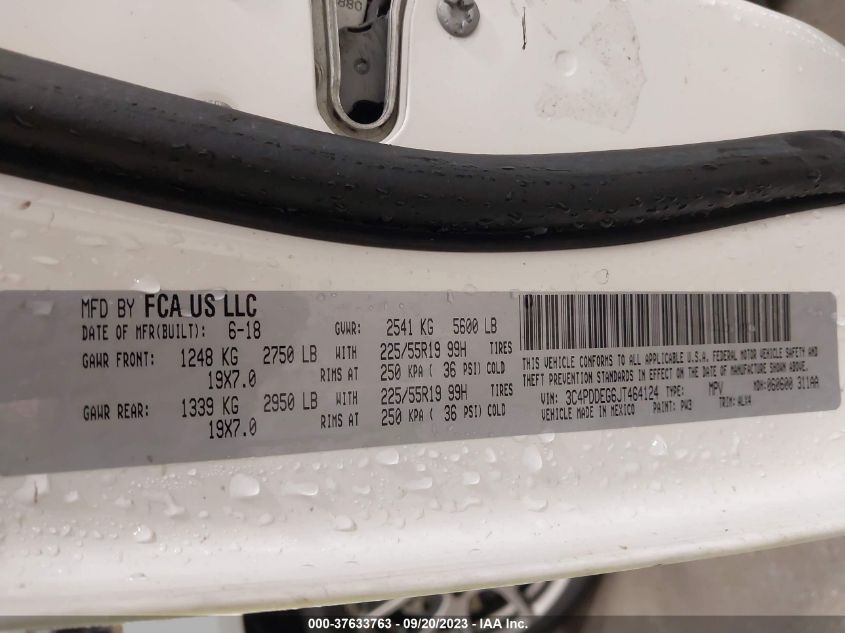 MFD BY FCA US LLC
DATE OF MFR(BUILT): 6-18 GVWR: 2541 KG 5600 LB
GAWR FRONT: 1248 KG 2750 LB WITH 225/55R19 99H TIRES
19X7.0 RIMS AT 250 KPA ( 36 PSI) COLD
GAWR REAR: 1339 KG 2950 LB WITH 225/55R19 99H TIRES
19X7.0 RIMS AT 250 KPA ( 36 PSI) COLD
THIS VEHICLE CONFORMS TO ALL APPLICABLE U.S.A. FEDERAL MOTOR VEHICLE SAFETY AND
THEFT PREVENTION STANDARDS IN EFFECT ON THE DATE OF MANUFACTURE SHOWN ABOVE.
VIN: 3C4PDDEG6JT464124 TYPE: MPV MDH: 060600 311AA
VEHICLE MADE IN MEXICO PAINT: PW3 TRIM: ALV4
000-37633763 - 09/20/2023 - IAA Inc.